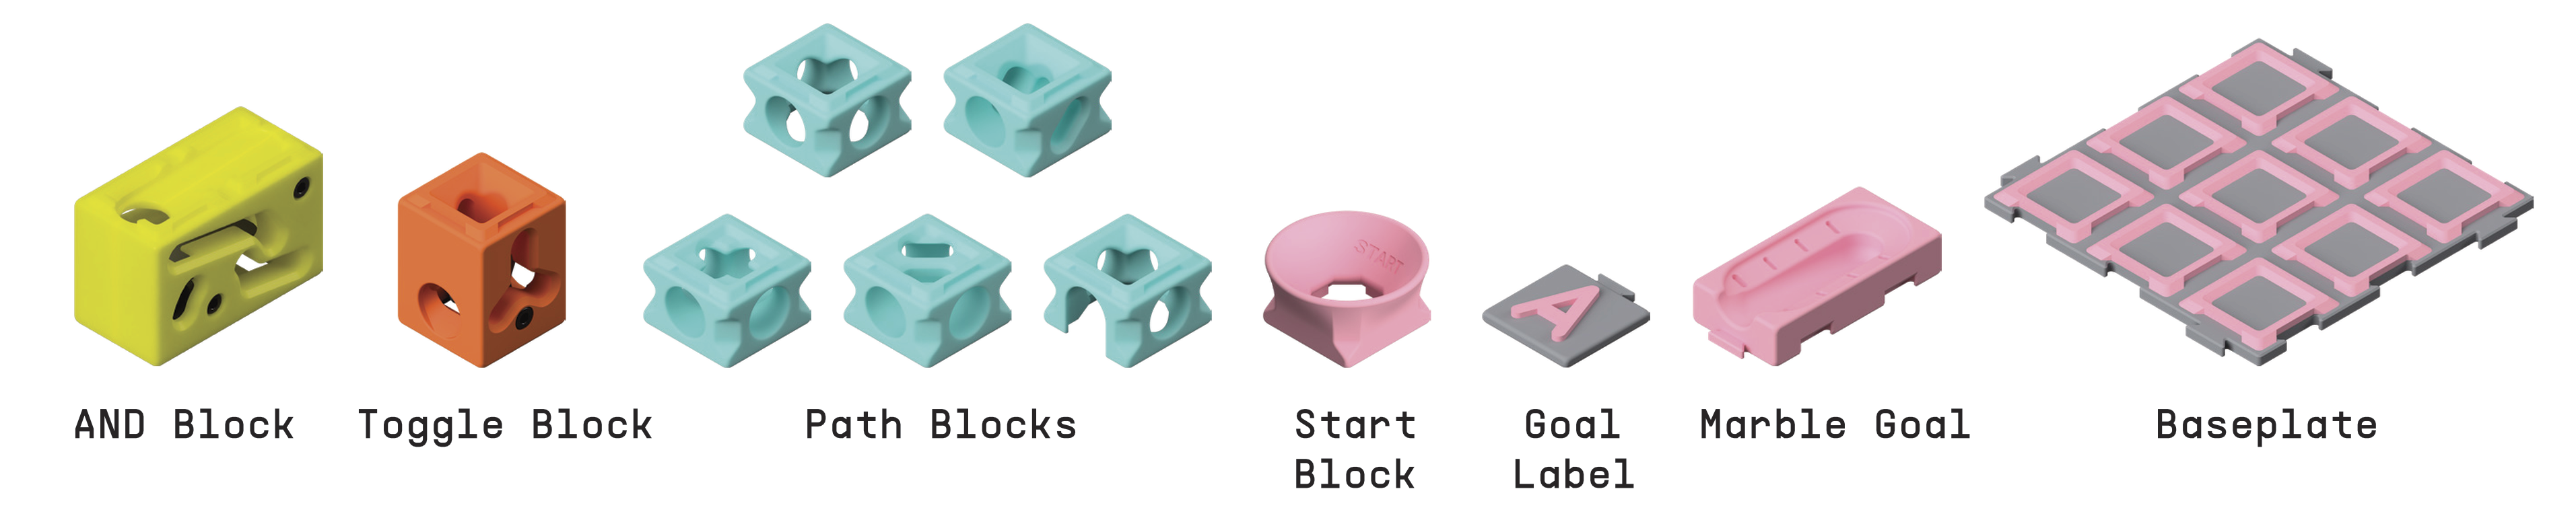 START
A
AND Block
Toggle Block
Path Blocks
Start
Block
Goal
Label
Marble Goal
Baseplate